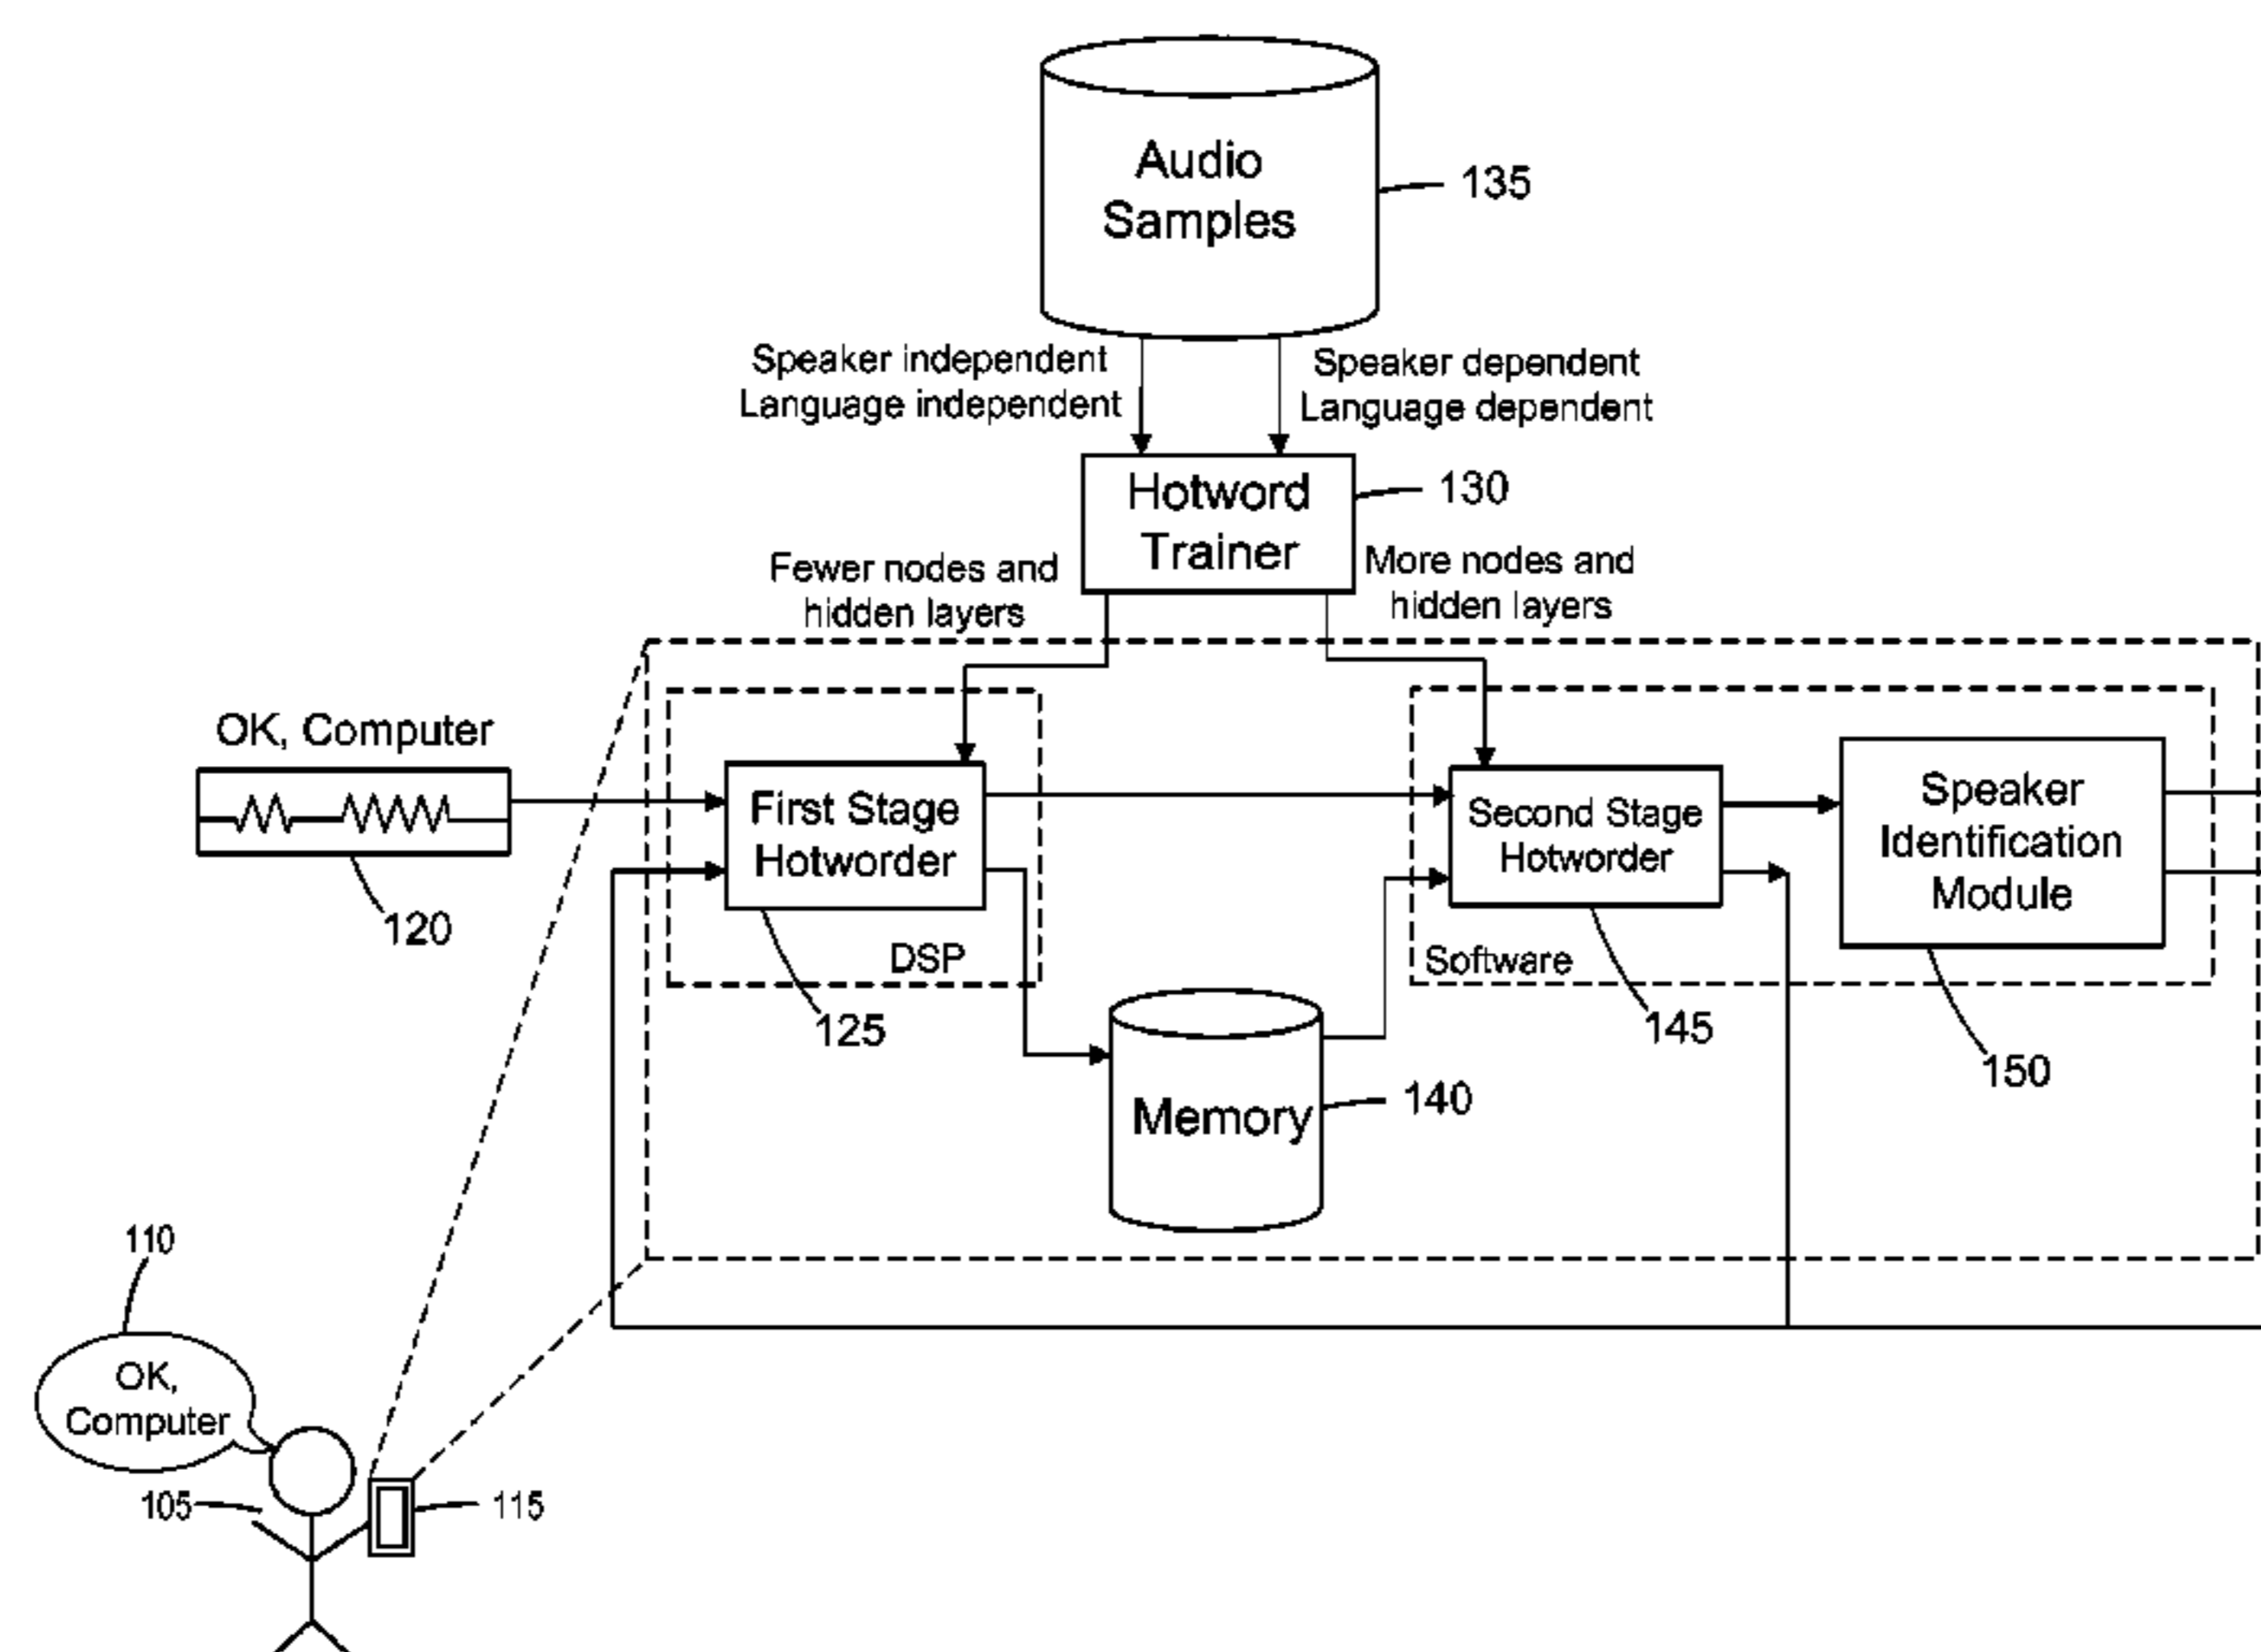 Audio
Samples
135
Speaker independent
Language independent
Speaker dependent
Language dependent
Hotword
Trainer
130
Fewer nodes and
hidden layers
More nodes and
hidden layers
OK, Computer
120
First Stage
Hotworder
DSP
125
Second Stage
Hotworder
Software
145
Speaker
Identification
Module
150
Memory
140
110
OK,
Computer
105
115